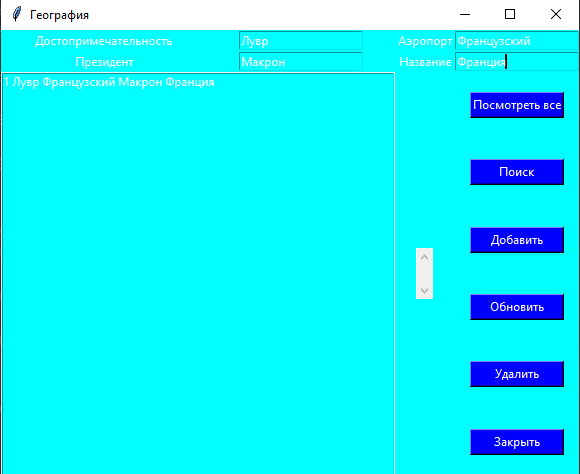 География
Достопримечательность Лувр Аэропорт Французский
Президент Макрон Название Франция
1 Лувр Французский Макрон Франция
Посмотреть все
Поиск
Добавить
Обновить
Удалить
Закрыть